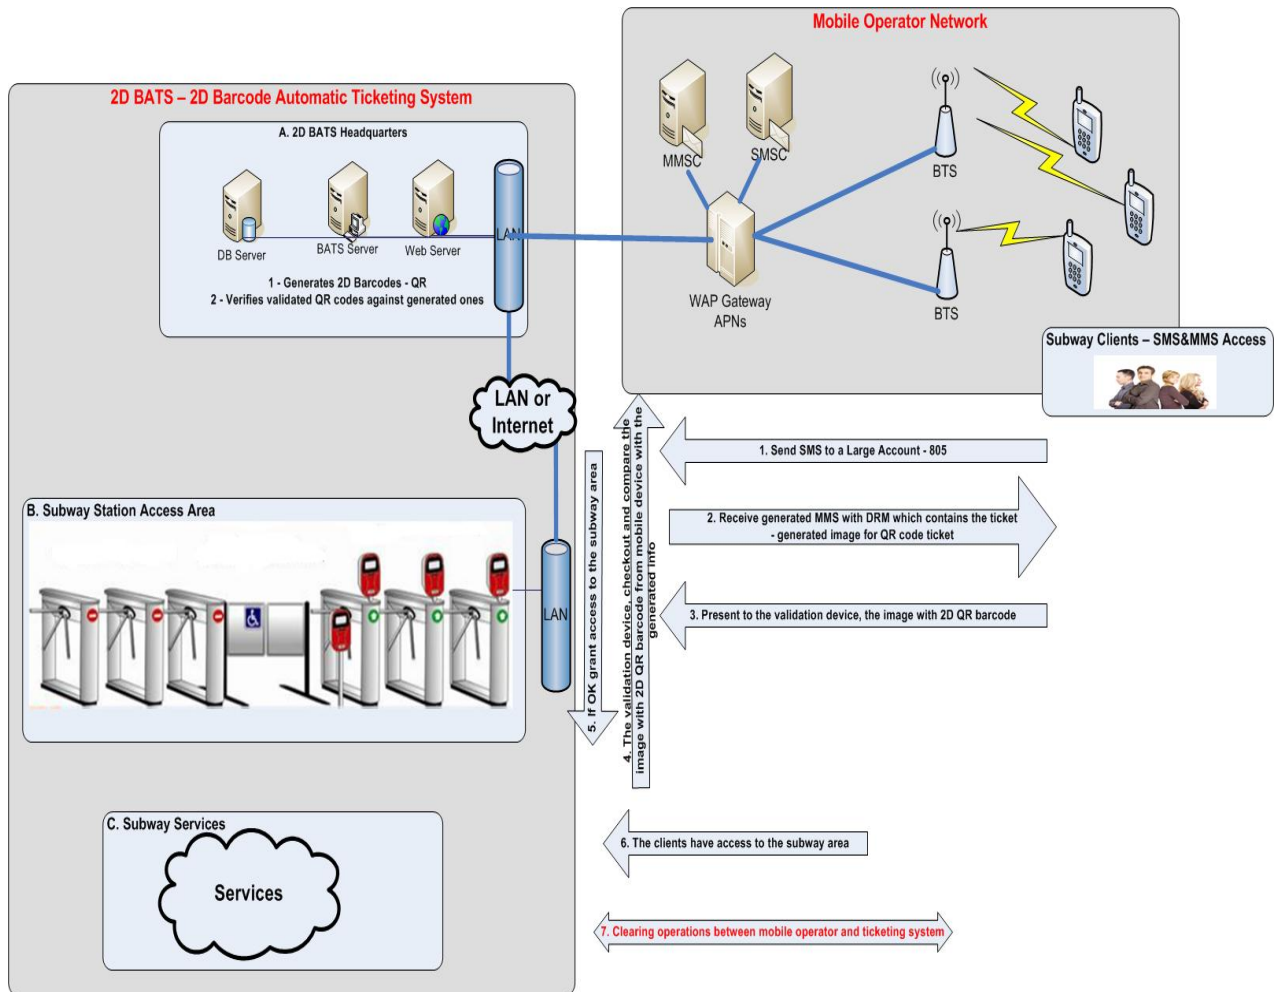 Mobile Operator Network
MMSC
SMSC
BTS
WAP Gateway
APNs
BTS
Subway Clients – SMS&MMS Access
2D BATS – 2D Barcode Automatic Ticketing System
A. 2D BATS Headquarters
DB Server
BATS Server
Web Server
LAN
1 - Generates 2D Barcodes - QR
2 - Verifies validated QR codes against generated ones
LAN or
Internet
B. Subway Station Access Area
LAN
C. Subway Services
Services
1. Send SMS to a Large Account - 805
2. Receive generated MMS with DRM which contains the ticket
- generated image for QR code ticket
3. Present to the validation device, the image with 2D QR barcode
4. The validation device, checkout and compare the
image with 2D QR barcode from mobile device with the
generated info
5. If OK grant access to the subway area
6. The clients have access to the subway area
7. Clearing operations between mobile operator and ticketing system